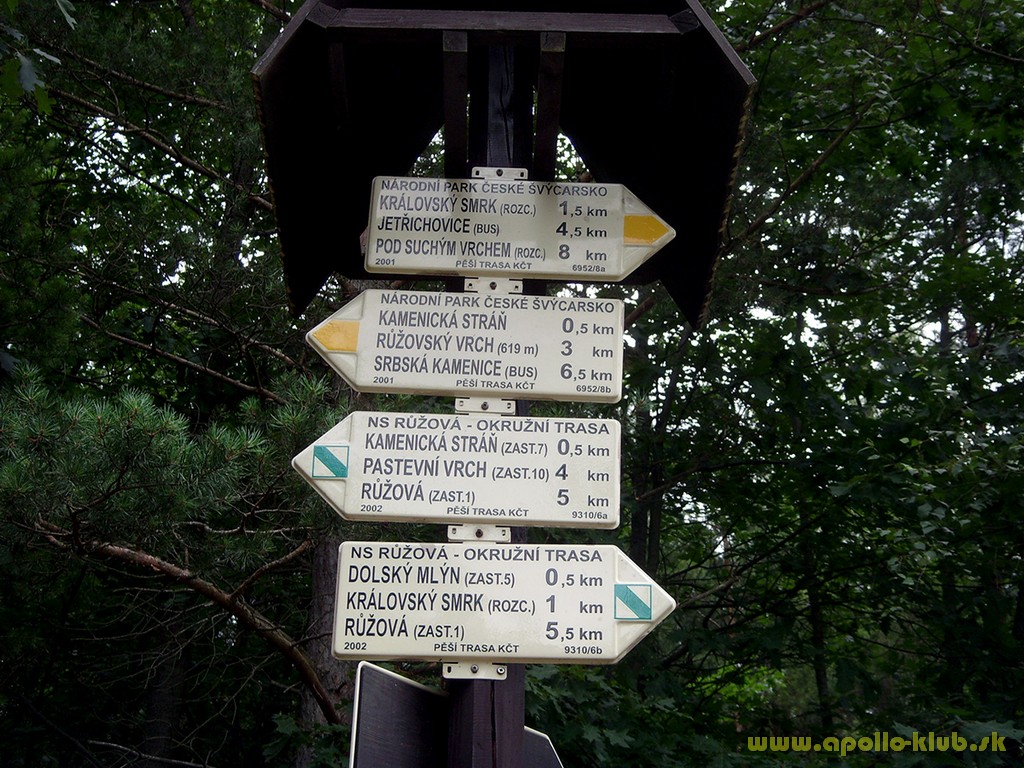 NÁRODNÍ PARK ČESKÉ ŠVÝCARSKO
KRÁLOVSKÝ SMRK (ROZC.) 1,5 km
JETŘICHOVICE (BUS) 4,5 km
POD SUCHÝM VRCHEM (ROZC.) 8 km
2001 PĚŠÍ TRASA KČT 6952/8a
NÁRODNÍ PARK ČESKÉ ŠVÝCARSKO
KAMENICKÁ STRÁŇ 0,5 km
RŮŽOVSKÝ VRCH (619 m) 3 km
SRBSKÁ KAMENICE (BUS) 6,5 km
2001 PĚŠÍ TRASA KČT 6952/8b
NS RŮŽOVÁ - OKRUŽNÍ TRASA
KAMENICKÁ STRÁŇ (ZAST.7) 0,5 km
PASTEVNÍ VRCH (ZAST.10) 4 km
RŮŽOVÁ (ZAST.1) 5 km
2002 PĚŠÍ TRASA KČT 9310/6a
NS RŮŽOVÁ - OKRUŽNÍ TRASA
DOLSKÝ MLÝN (ZAST.5) 0,5 km
KRÁLOVSKÝ SMRK (ROZC.) 1 km
RŮŽOVÁ (ZAST.1) 5,5 km
2002 PĚŠÍ TRASA KČT 9310/6b
www.apollo-klub.sk